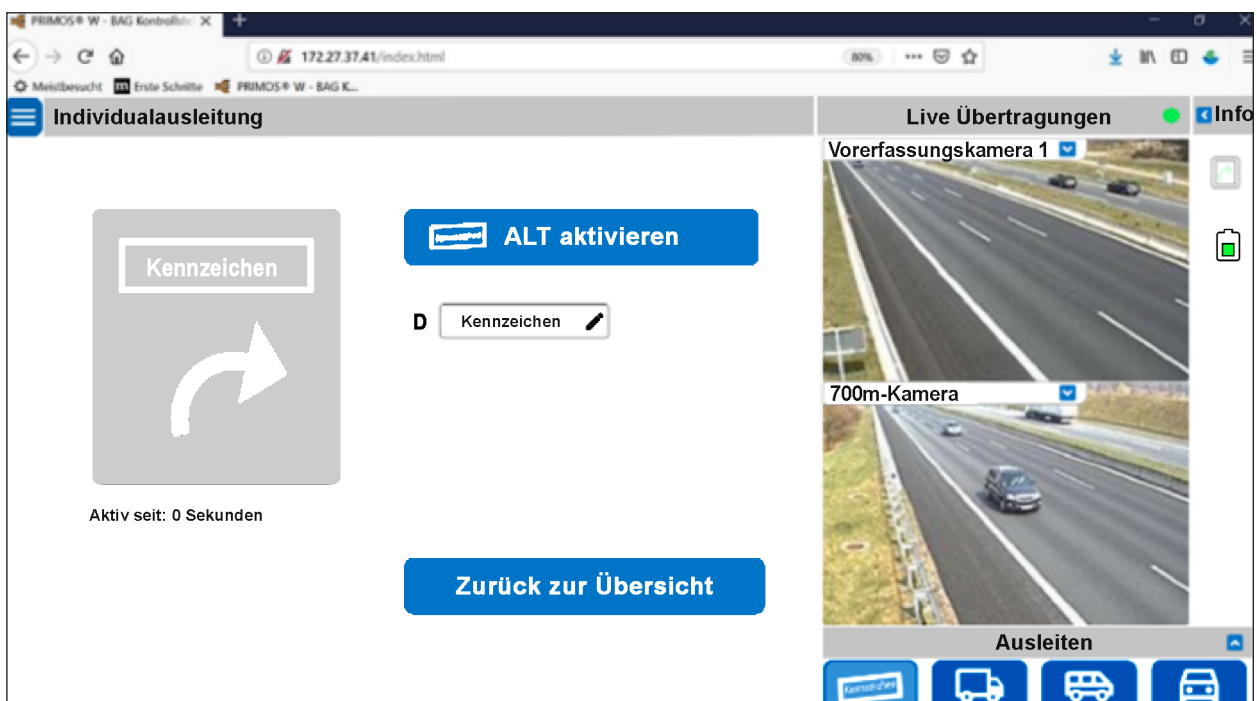 PRIMOS® W - BAG Kontrollste
172.27.37.41/index.html
80%
Meistbesucht
Erste Schritte
PRIMOS® W - BAG K...
Individualausleitung
Live Übertragungen
Info
Kennzeichen
ALT aktivieren
D
Kennzeichen
Aktiv seit: 0 Sekunden
Zurück zur Übersicht
Vorerfassungskamera 1
700m-Kamera
Ausleiten
Kennzeichen